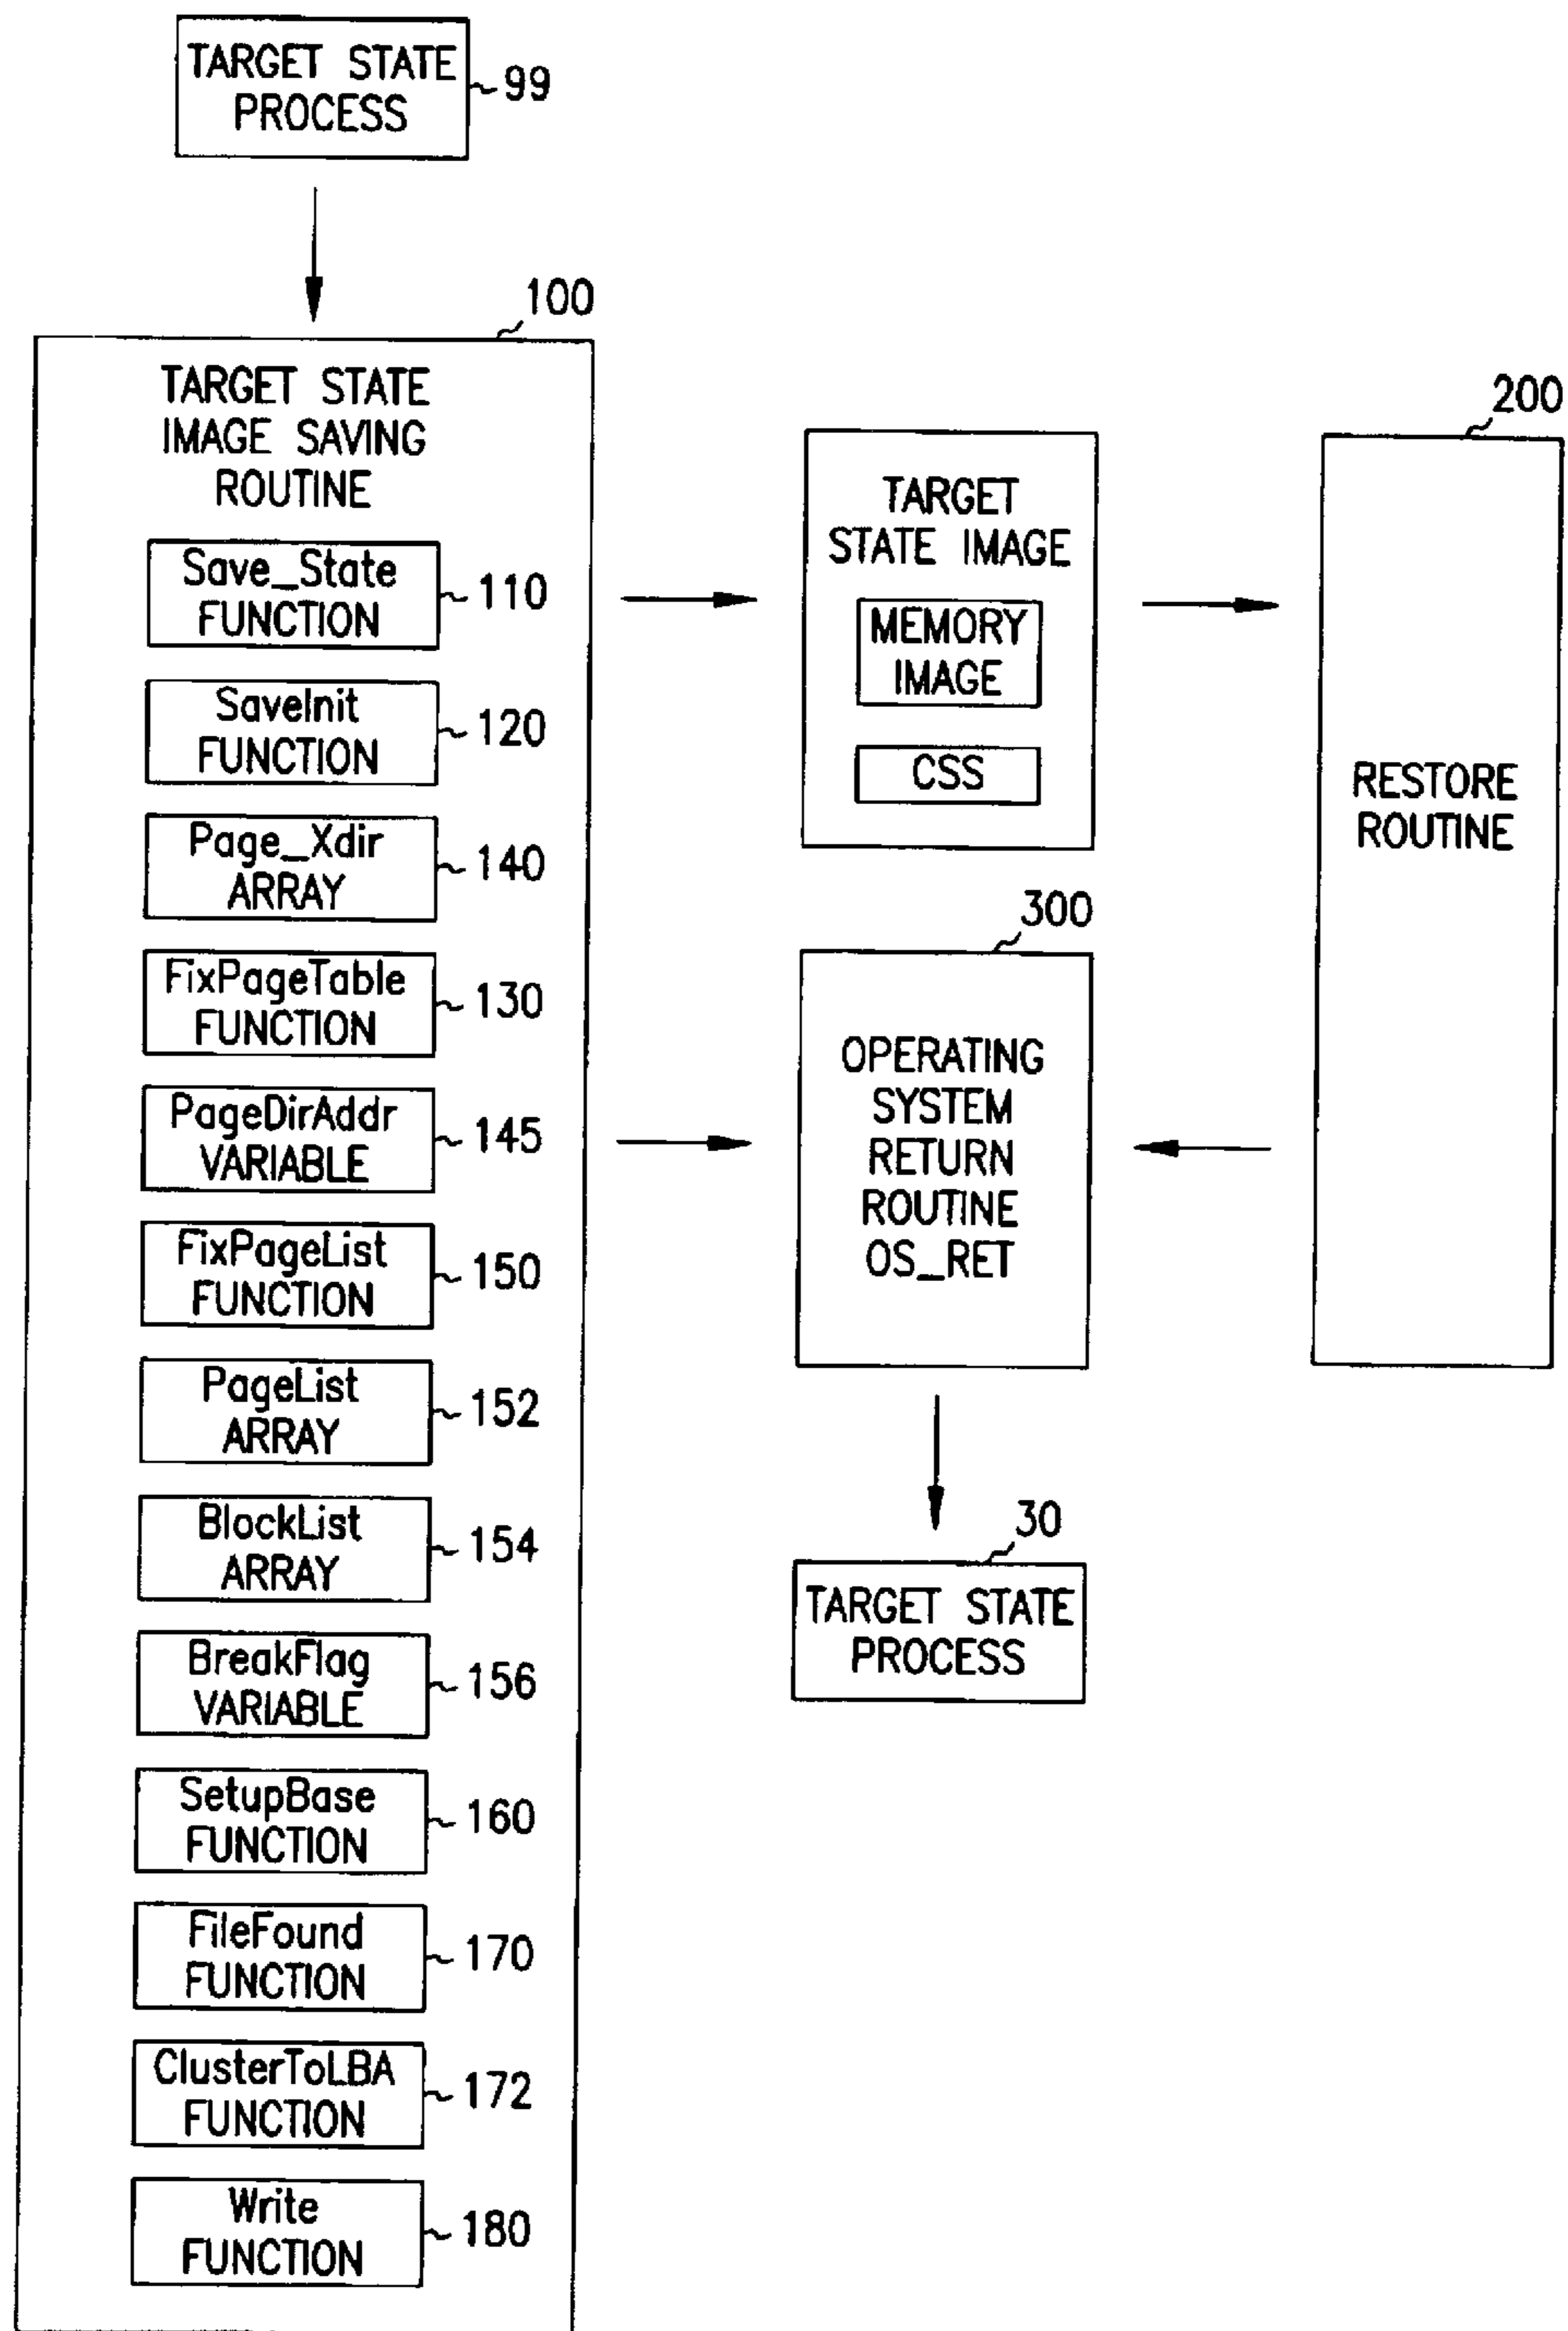 TARGET STATE
PROCESS
99
100
TARGET STATE
IMAGE SAVING
ROUTINE
Save_State
FUNCTION
110
SaveInit
FUNCTION
120
Page_Xdir
ARRAY
140
FixPageTable
FUNCTION
130
PageDirAddr
VARIABLE
145
FixPageList
FUNCTION
150
PageList
ARRAY
152
BlockList
ARRAY
154
BreakFlag
VARIABLE
156
SetupBase
FUNCTION
160
FileFound
FUNCTION
170
ClusterToLBA
FUNCTION
172
Write
FUNCTION
180
TARGET
STATE IMAGE
MEMORY
IMAGE
CSS
200
RESTORE
ROUTINE
300
OPERATING
SYSTEM
RETURN
ROUTINE
OS_RET
30
TARGET STATE
PROCESS